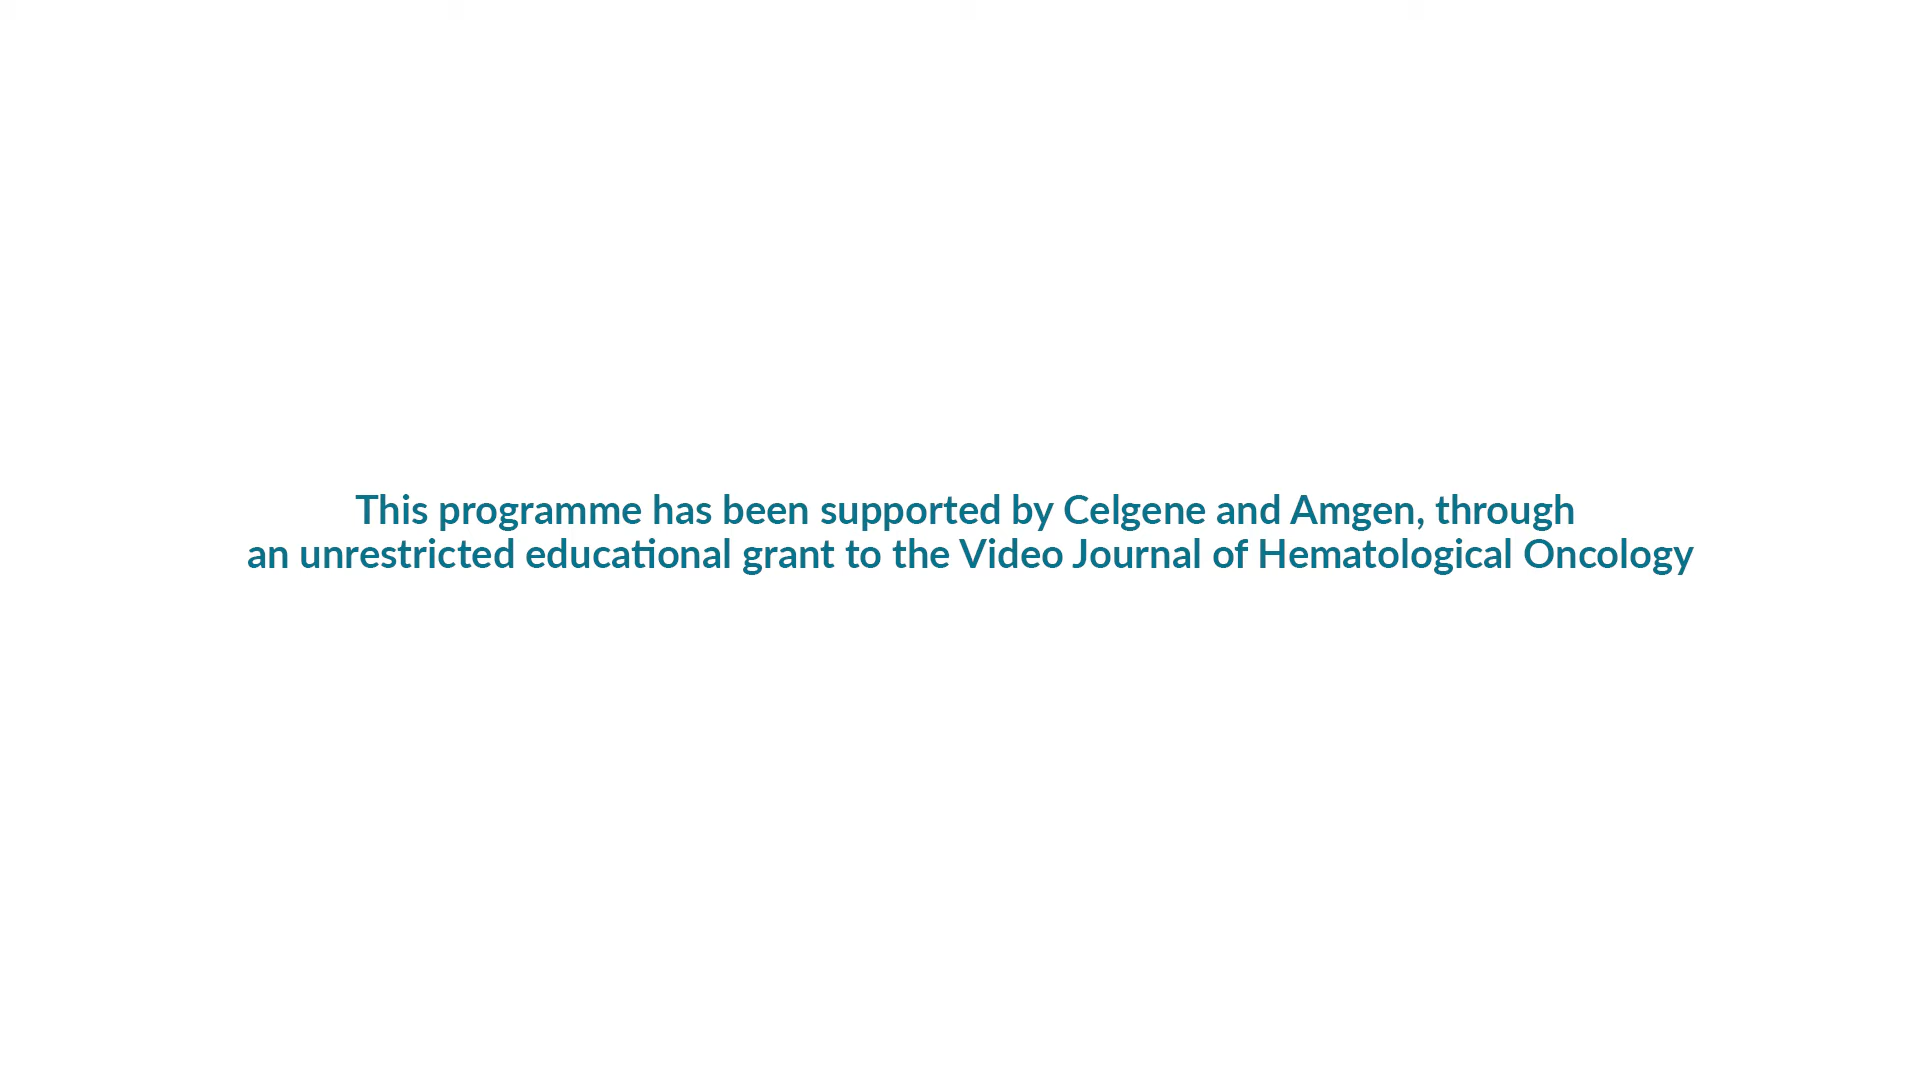 This programme has been supported by Celgene and Amgen, through
an unrestricted educational grant to the Video Journal of Hematological Oncology